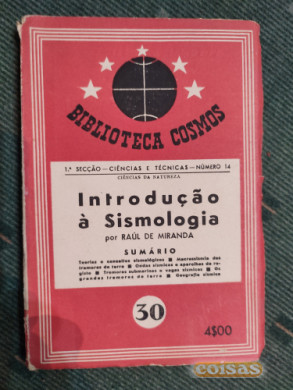 BIBLIOTECA COSMOS
1.ª SECÇÃO — CIÊNCIAS E TÉCNICAS — NÚMERO 14
CIÊNCIAS DA NATUREZA
Introdução
à Sismologia
por RAÚL DE MIRANDA
SUMÁRIO
Teorias e conceitos sismológicos ■ Macrossismos dos
tremores de terra ■ Ondas sísmicas e aparelhos de re-
gisto ■ Tremores submarinos e vagas sísmicas ■ Os
grandes tremores de terra ■ Geografia sísmica
30
4$00
coisas